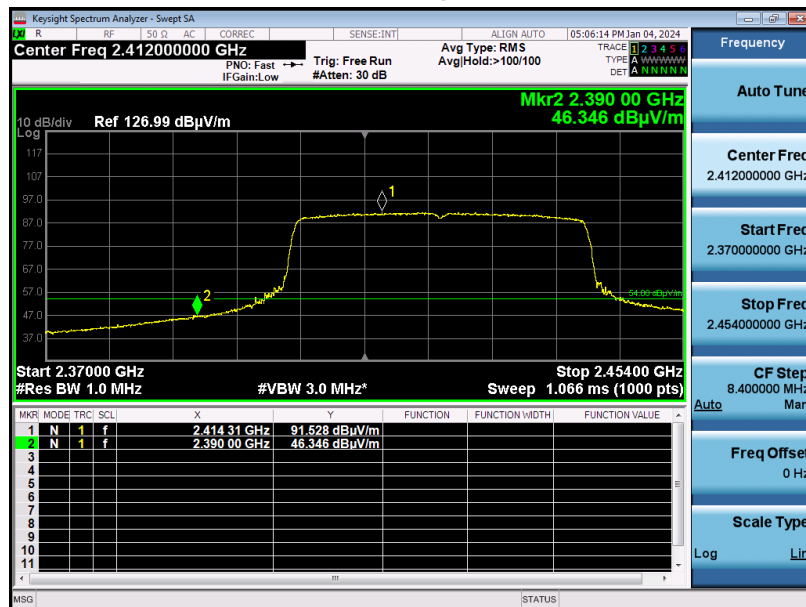 Keysight Spectrum Analyzer - Swept SA
LXI R RF 50 Ω AC CORREC SENSE:INT ALIGN AUTO 05:06:14 PM Jan 04, 2024
Center Freq 2.412000000 GHz
PNO: Fast
IFGain:Low
Trig: Free Run
#Atten: 30 dB
Avg Type: RMS
Avg|Hold:>100/100
TRACE 1 2 3 4 5 6
TYPE A W W W W W
DET A N N N N N
Mkr2 2.390 00 GHz
46.346 dBµV/m
10 dB/div Ref 126.99 dBµV/m
Log
117
107
97.0
87.0
77.0
67.0
57.0
47.0
37.0
1
2
54.00 dBµV/m
Start 2.37000 GHz Stop 2.45400 GHz
#Res BW 1.0 MHz #VBW 3.0 MHz* Sweep 1.066 ms (1000 pts)
MKR MODE TRC SCL X Y FUNCTION FUNCTION WIDTH FUNCTION VALUE
1 N 1 f 2.414 31 GHz 91.528 dBµV/m
2 N 1 f 2.390 00 GHz 46.346 dBµV/m
3
4
5
6
7
8
9
10
11
MSG STATUS
Frequency
Auto Tune
Center Freq
2.412000000 GHz
Start Freq
2.370000000 GHz
Stop Freq
2.454000000 GHz
CF Step
8.400000 MHz
Auto Man
Freq Offset
0 Hz
Scale Type
Log Lin